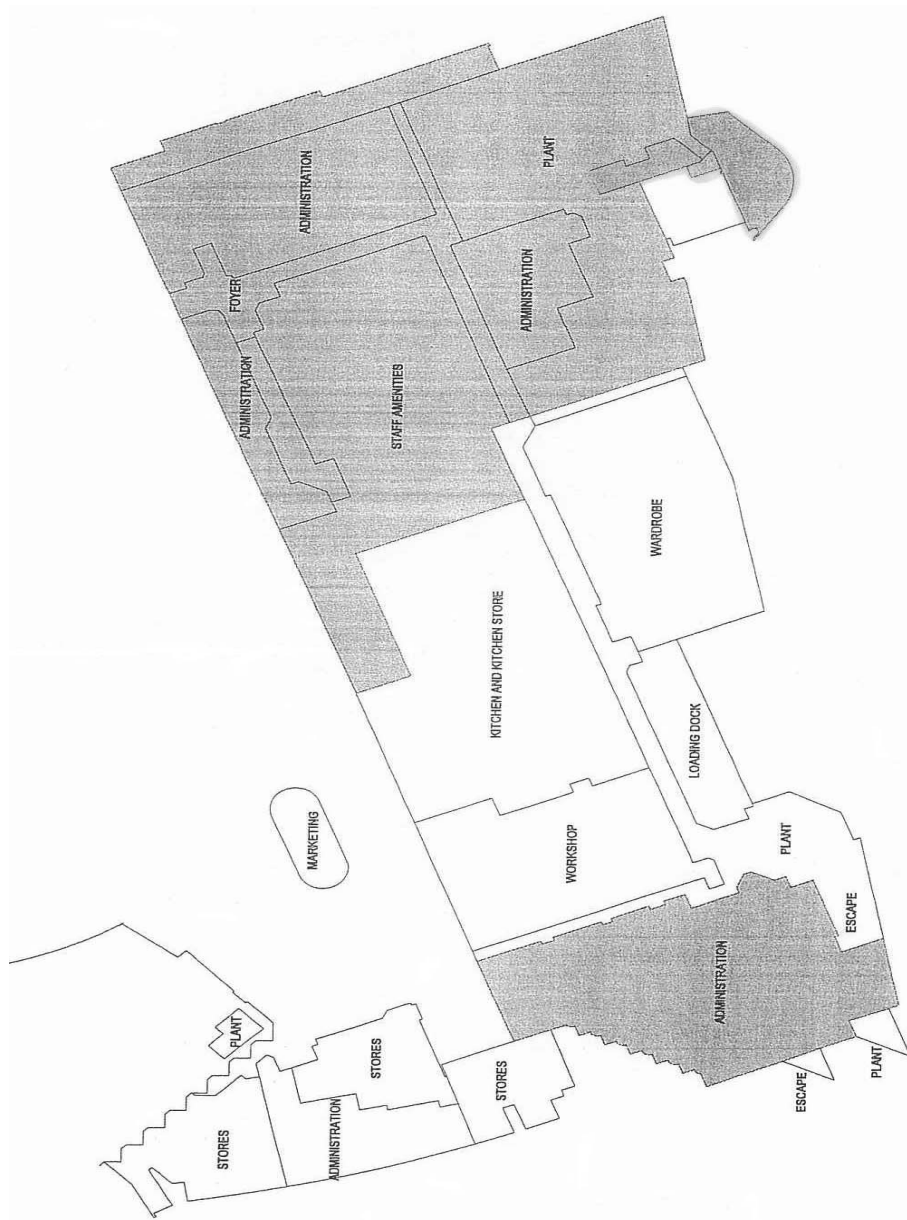 ADMINISTRATION
PLANT
FOYER
ADMINISTRATION
ADMINISTRATION
STAFF AMENITIES
WARDROBE
KITCHEN AND KITCHEN STORE
LOADING DOCK
MARKETING
WORKSHOP
PLANT
ESCAPE
ADMINISTRATION
PLANT
STORES
STORES
ESCAPE
PLANT
STORES
ADMINISTRATION